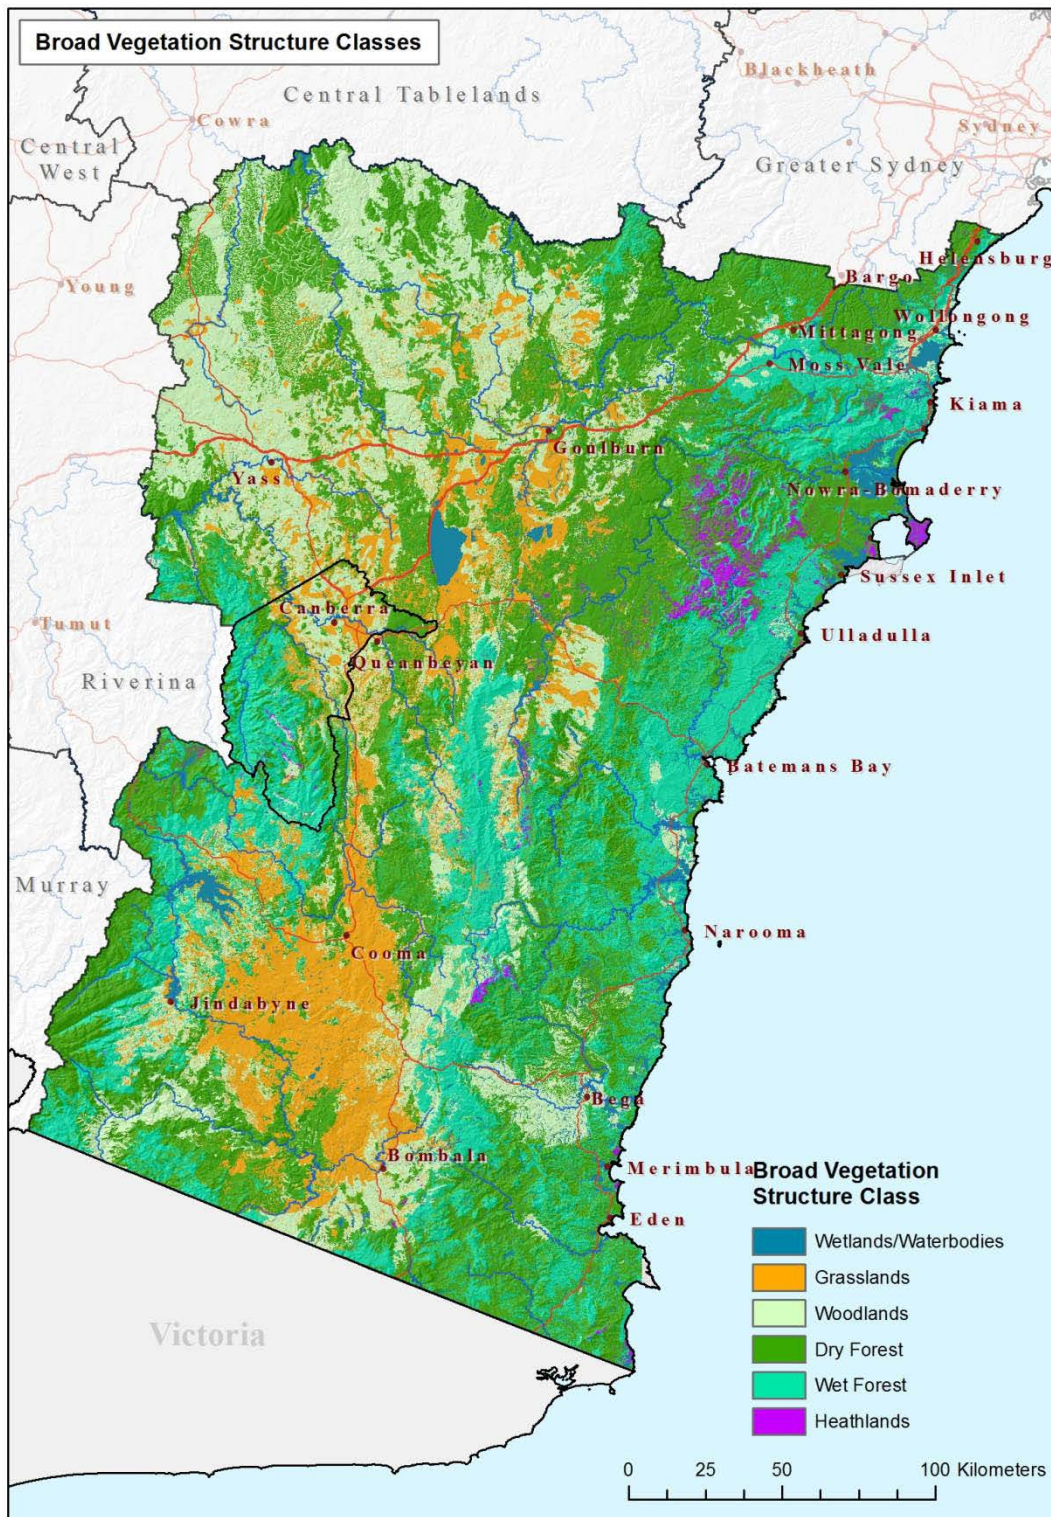 Broad Vegetation Structure Classes
Blackheath
Central Tablelands
Cowra
Sydney
Central
West
Greater Sydney
Helensburg
Bargo
Young
Wollongong
Mittagong
Moss Vale
Kiama
Goulburn
Yass
Nowra-Bomaderry
Sussex Inlet
Canberra
Tumut
Ulladulla
Queanbeyan
Riverina
Batemans Bay
Murray
Narooma
Cooma
Jindabyne
Bega
Bombala
Merimbula
Eden
Victoria
Broad Vegetation
Structure Class
Wetlands/Waterbodies
Grasslands
Woodlands
Dry Forest
Wet Forest
Heathlands
0 25 50 100 Kilometers